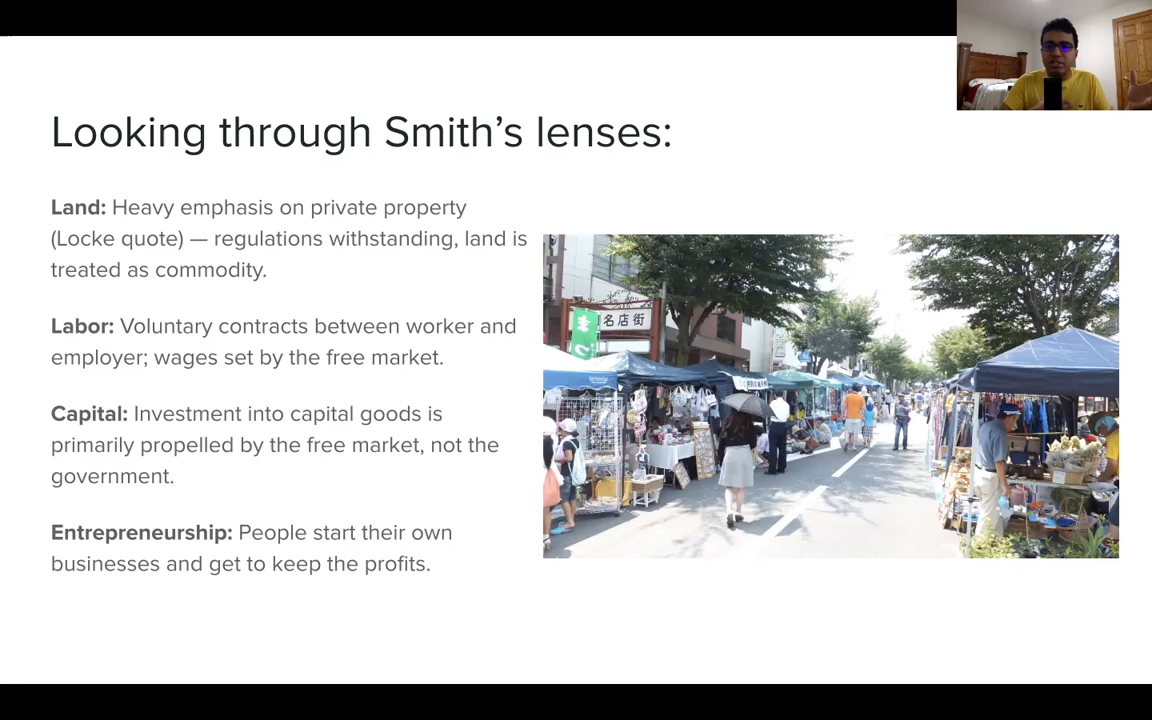 Looking through Smith’s lenses:
Land: Heavy emphasis on private property
(Locke quote) — regulations withstanding, land is
treated as commodity.
Labor: Voluntary contracts between worker and
employer; wages set by the free market.
Capital: Investment into capital goods is
primarily propelled by the free market, not the
government.
Entrepreneurship: People start their own
businesses and get to keep the profits.
名店街